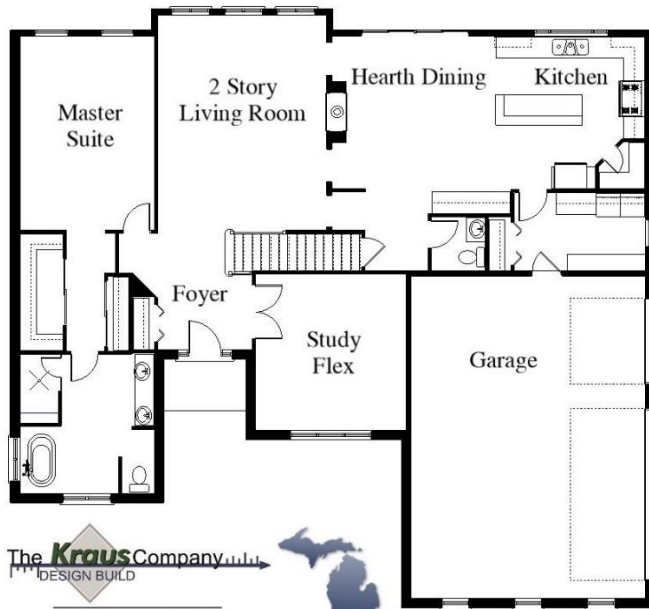 Master
Suite
2 Story
Living Room
Hearth Dining
Kitchen
Foyer
Study
Flex
Garage
The Kraus Company
DESIGN BUILD